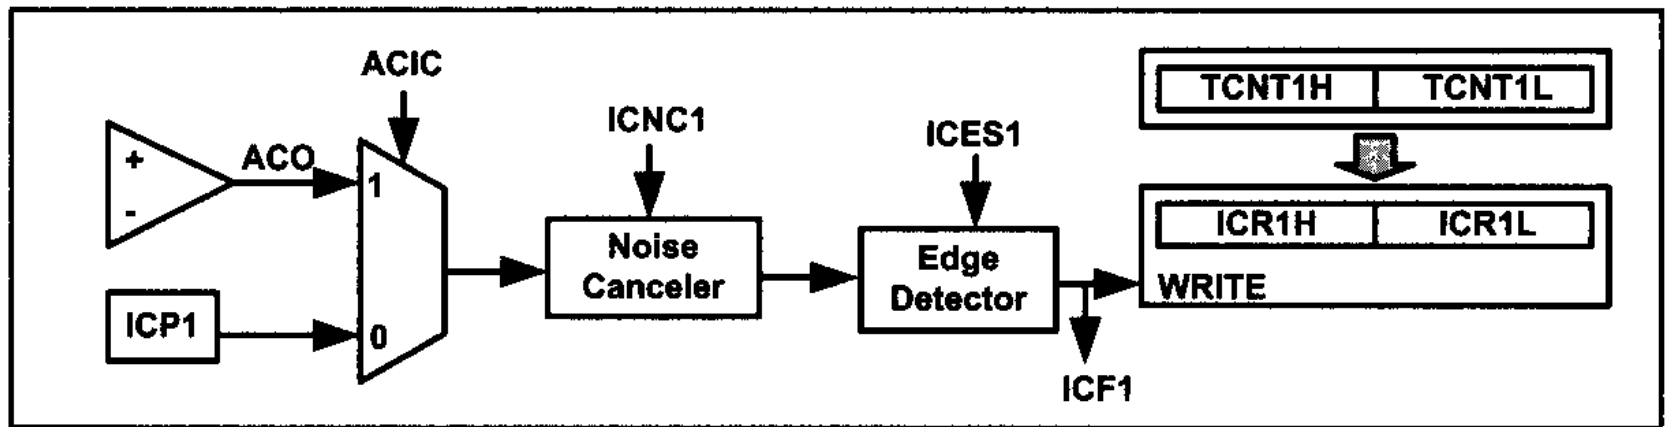 ACIC
TCNT1H TCNT1L
ICNC1
ICES1
+
ACO
-
1
ICR1H ICR1L
Noise
Canceler
Edge
Detector
WRITE
ICP1
0
ICF1